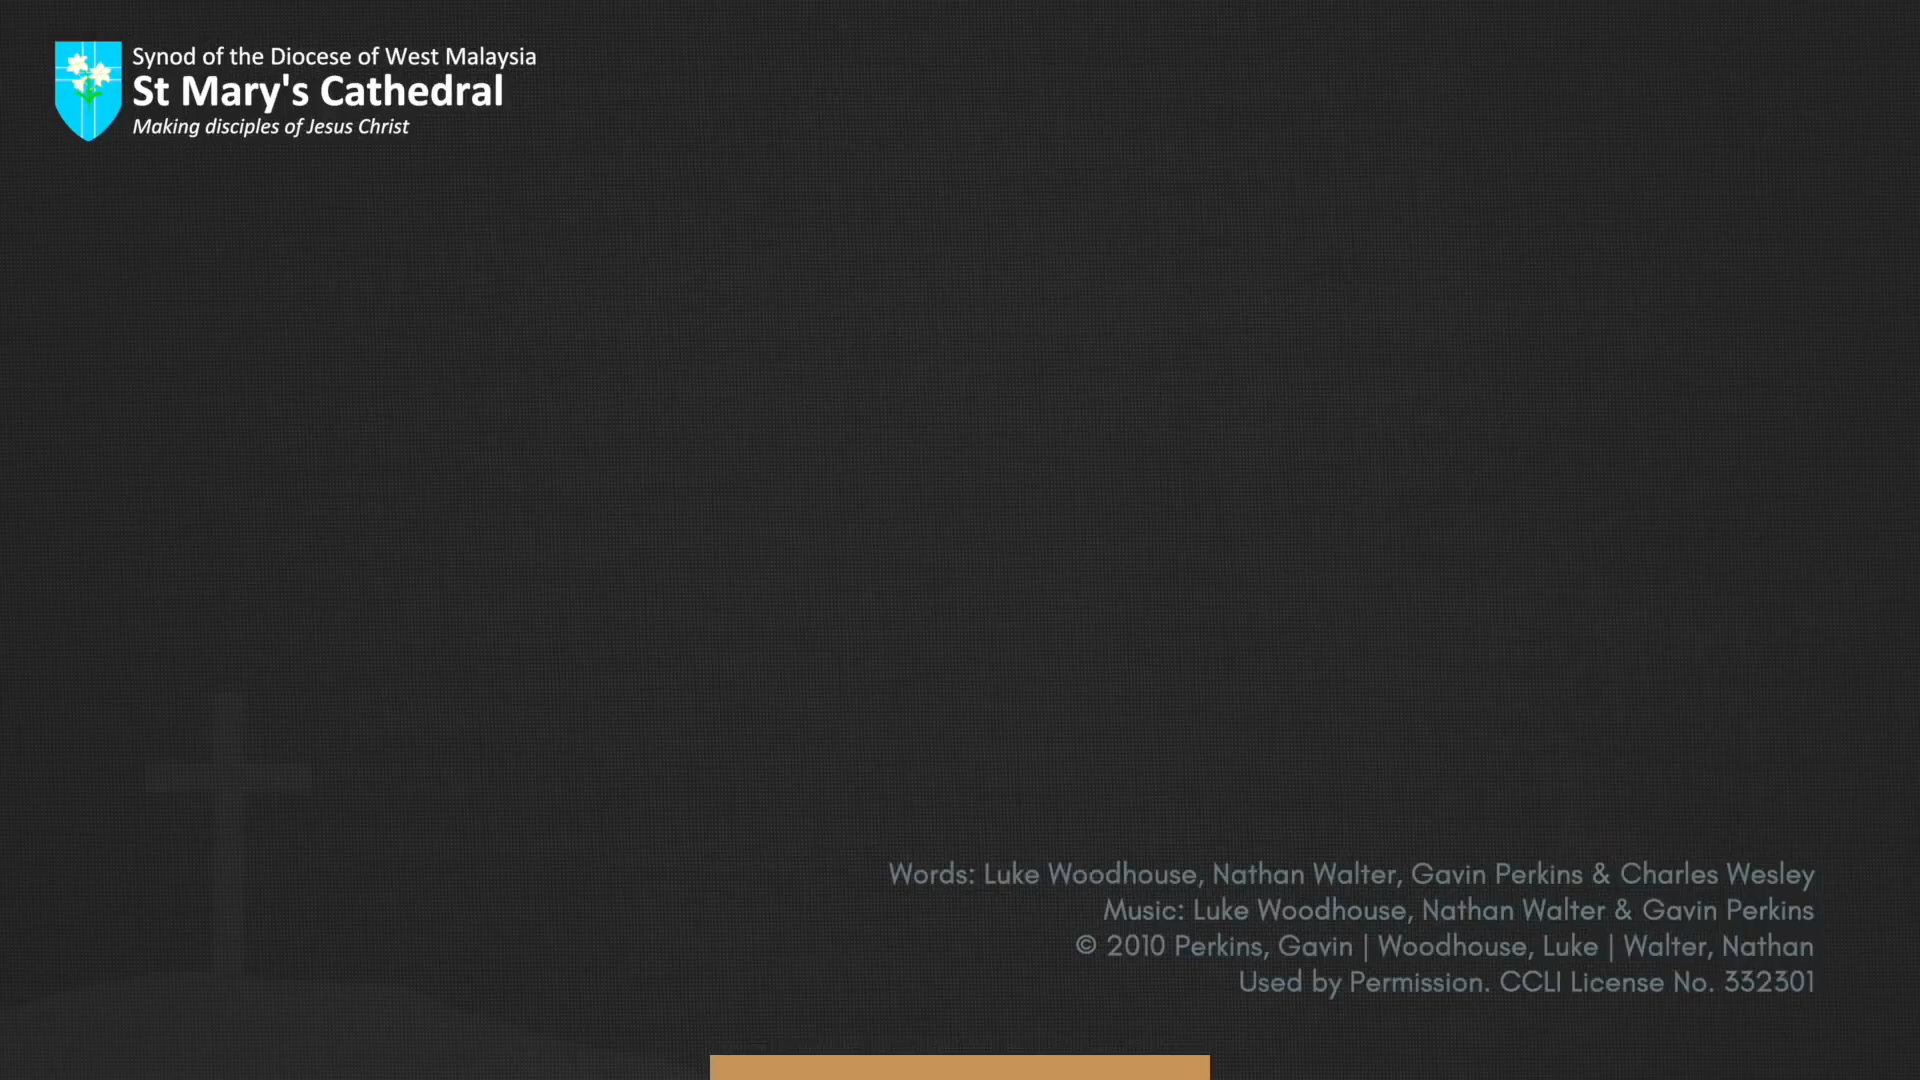 Synod of the Diocese of West Malaysia
St Mary's Cathedral
Making disciples of Jesus Christ
Words: Luke Woodhouse, Nathan Walter, Gavin Perkins & Charles Wesley
Music: Luke Woodhouse, Nathan Walter & Gavin Perkins
© 2010 Perkins, Gavin | Woodhouse, Luke | Walter, Nathan
Used by Permission. CCLI License No. 332301